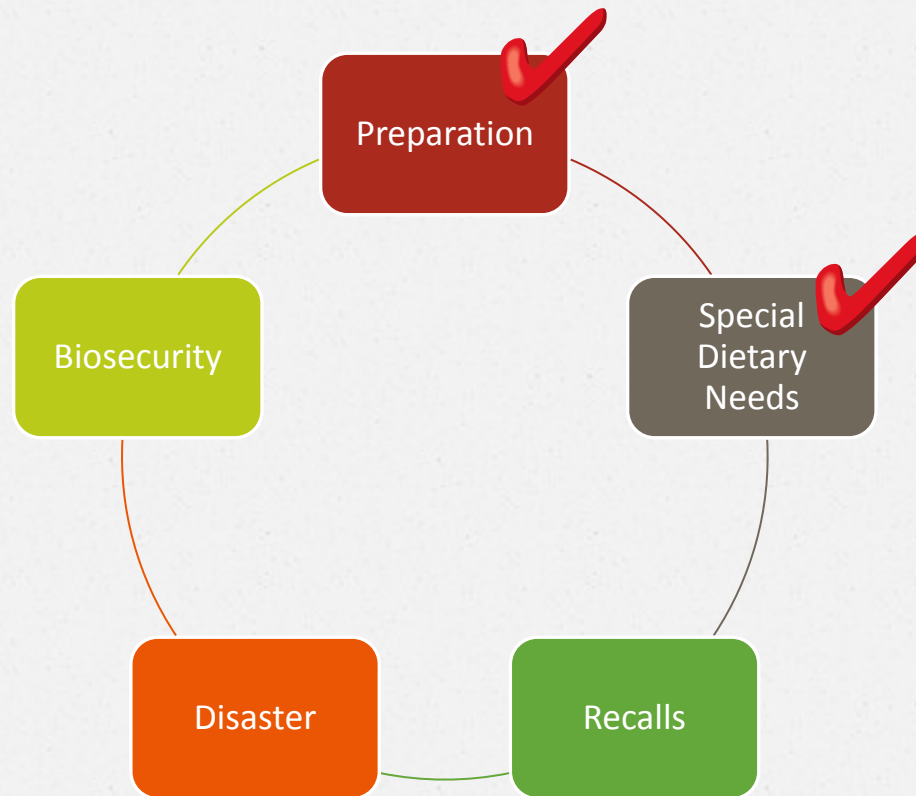 Preparation
Special
Dietary
Needs
Recalls
Disaster
Biosecurity